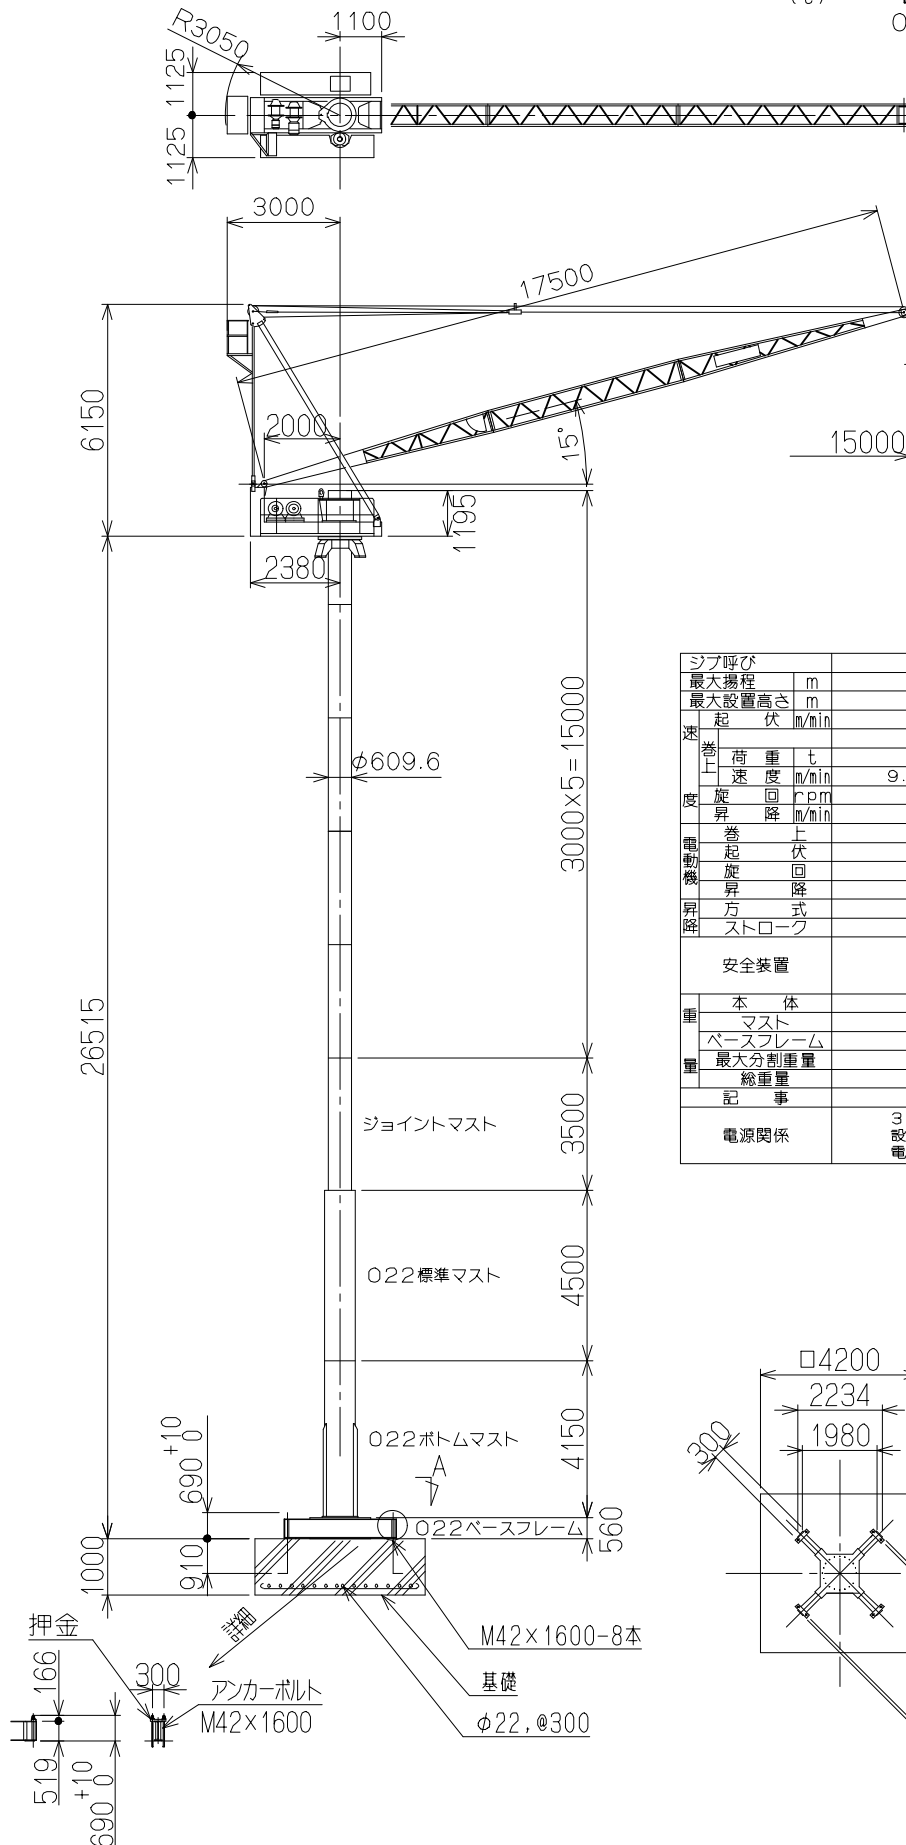 R3050
1100
1125
1125
3000
17500
6150
2000
15°
15000
1195
2380
φ609.6
3000×5=15000
26515
ジョイントマスト
3500
O22標準マスト
4500
O22ボトムマスト
4150
690 +10 0
A
O22ベースフレーム
560
1000
910
詳細
M42×1600-8本
押金
300
アンカーボルト
M42×1600
166
519
690 +10 0
基礎
φ22,@300
ジブ呼び
最大揚程 m
最大設置高さ m
速度
起伏 m/min
巻上
荷重 t
速度 m/min 9.
旋回 rpm
昇降 m/min
電動機
巻上
起伏
旋回
昇降
昇降
方式
ストローク
安全装置
重量
本体
マスト
ベースフレーム
最大分割重量
総重量
記事
電源関係
3
設
電
□4200
2234
1980
300